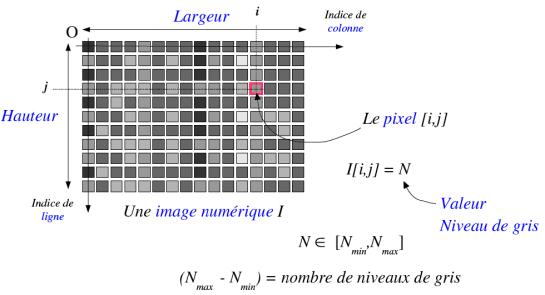 Largeur
i
Indice de
colonne
O
j
Hauteur
Le pixel [i,j]
I[i,j] = N
Indice de
ligne
Une image numérique I
Valeur
Niveau de gris
N ∈ [Nmin,Nmax]
(Nmax - Nmin) = nombre de niveaux de gris